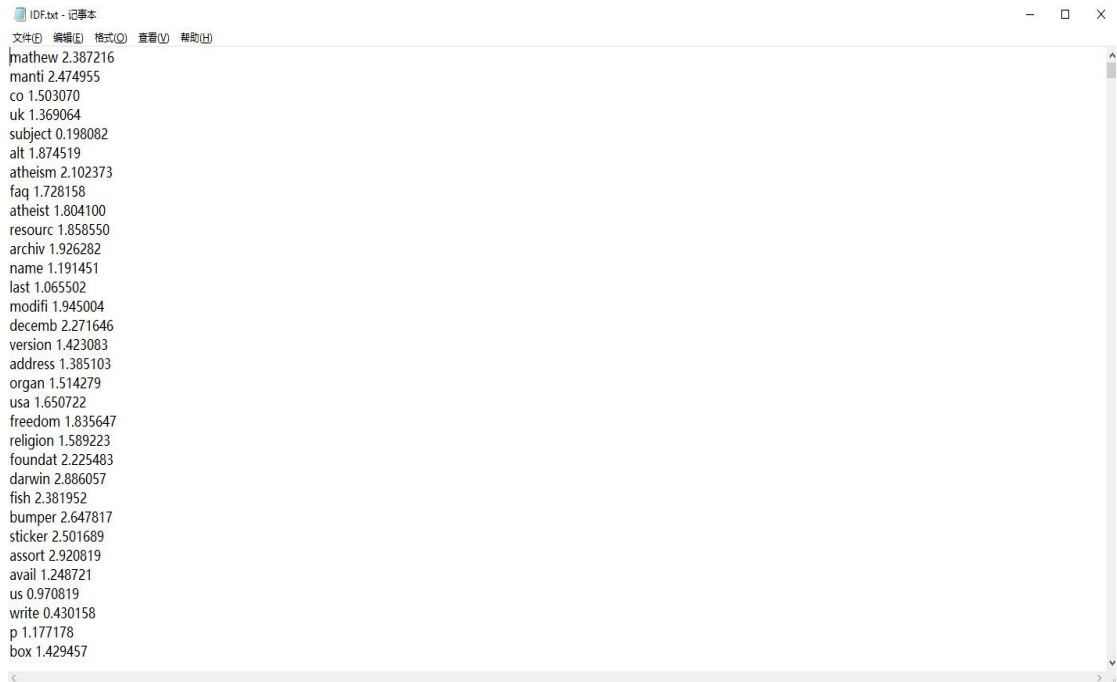 IDF.txt - 记事本
文件(F) 编辑(E) 格式(O) 查看(V) 帮助(H)
mathew 2.387216
manti 2.474955
co 1.503070
uk 1.369064
subject 0.198082
alt 1.874519
atheism 2.102373
faq 1.728158
atheist 1.804100
resourc 1.858550
archiv 1.926282
name 1.191451
last 1.065502
modifi 1.945004
decemb 2.271646
version 1.423083
address 1.385103
organ 1.514279
usa 1.650722
freedom 1.835647
religion 1.589223
foundat 2.225483
darwin 2.886057
fish 2.381952
bumper 2.647817
sticker 2.501689
assort 2.920819
avail 1.248721
us 0.970819
write 0.430158
p 1.177178
box 1.429457